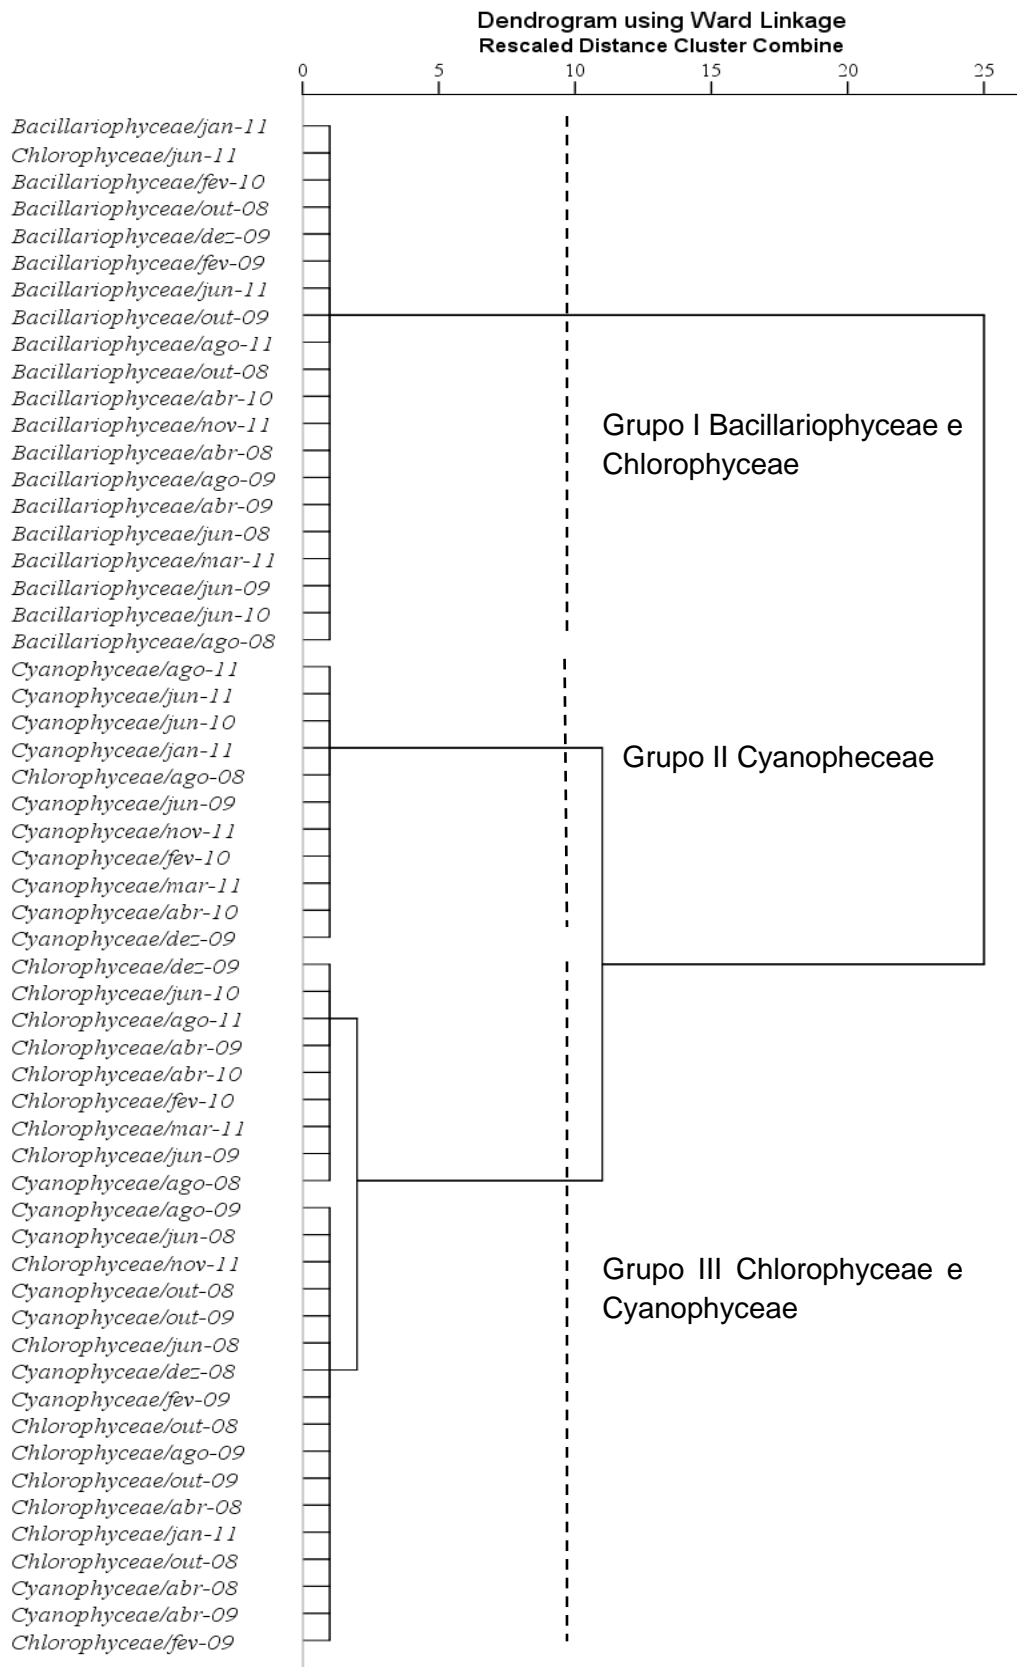 Dendrogram using Ward Linkage
Rescaled Distance Cluster Combine
0 5 10 15 20 25
Bacillariophyceae/jan-11
Chlorophyceae/jun-11
Bacillariophyceae/fev-10
Bacillariophyceae/out-08
Bacillariophyceae/dez-09
Bacillariophyceae/fev-09
Bacillariophyceae/jun-11
Bacillariophyceae/out-09
Bacillariophyceae/ago-11
Bacillariophyceae/out-08
Bacillariophyceae/abr-10
Bacillariophyceae/nov-11
Bacillariophyceae/abr-08
Bacillariophyceae/ago-09
Bacillariophyceae/abr-09
Bacillariophyceae/jun-08
Bacillariophyceae/mar-11
Bacillariophyceae/jun-09
Bacillariophyceae/jun-10
Bacillariophyceae/ago-08
Grupo I Bacillariophyceae e
Chlorophyceae
Cyanophyceae/ago-11
Cyanophyceae/jun-11
Cyanophyceae/jun-10
Cyanophyceae/jan-11
Chlorophyceae/ago-08
Cyanophyceae/jun-09
Cyanophyceae/nov-11
Cyanophyceae/fev-10
Cyanophyceae/mar-11
Cyanophyceae/abr-10
Cyanophyceae/dez-09
Grupo II Cyanopheceae
Chlorophyceae/dez-09
Chlorophyceae/jun-10
Chlorophyceae/ago-11
Chlorophyceae/abr-09
Chlorophyceae/abr-10
Chlorophyceae/fev-10
Chlorophyceae/mar-11
Chlorophyceae/jun-09
Cyanophyceae/ago-08
Cyanophyceae/ago-09
Cyanophyceae/jun-08
Chlorophyceae/nov-11
Cyanophyceae/out-08
Cyanophyceae/out-09
Chlorophyceae/jun-08
Cyanophyceae/dez-08
Cyanophyceae/fev-09
Chlorophyceae/out-08
Chlorophyceae/ago-09
Chlorophyceae/out-09
Chlorophyceae/abr-08
Chlorophyceae/jan-11
Chlorophyceae/out-08
Cyanophyceae/abr-08
Cyanophyceae/abr-09
Chlorophyceae/fev-09
Grupo III Chlorophyceae e
Cyanophyceae